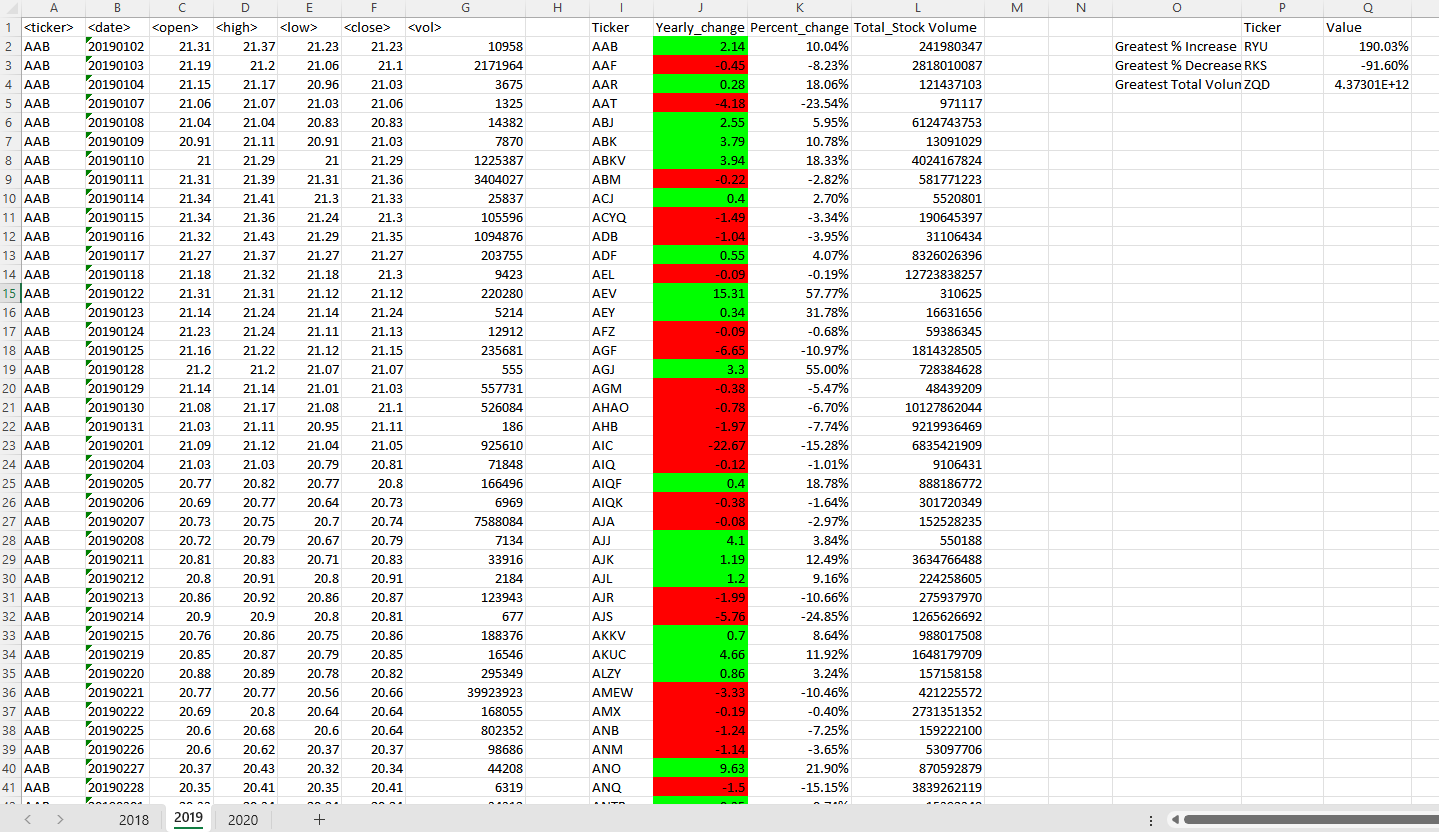 A B C D E F G H I J K L M N O P Q
1 <ticker> <date> <open> <high> <low> <close> <vol> Ticker Yearly_change Percent_change Total_Stock Volume Ticker Value
2 AAB 20190102 21.31 21.37 21.23 21.23 10958 AAB 2.14 10.04% 241980347 Greatest % Increase RYU 190.03%
3 AAB 20190103 21.19 21.2 21.06 21.1 2171964 AAF -0.45 -8.23% 2818010087 Greatest % Decrease RKS -91.60%
4 AAB 20190104 21.15 21.17 20.96 21.03 3675 AAR 0.28 18.06% 121437103 Greatest Total Volun ZQD 4.37301E+12
5 AAB 20190107 21.06 21.07 21.03 21.06 1325 AAT -4.18 -23.54% 971117
6 AAB 20190108 21.04 21.04 20.83 20.83 14382 ABJ 2.55 5.95% 6124743753
7 AAB 20190109 20.91 21.11 20.91 21.03 7870 ABK 3.79 10.78% 13091029
8 AAB 20190110 21 21.29 21 21.29 1225387 ABKV 3.94 18.33% 4024167824
9 AAB 20190111 21.31 21.39 21.31 21.36 3404027 ABM -0.22 -2.82% 581771223
10 AAB 20190114 21.34 21.41 21.3 21.33 25837 ACJ 0.4 2.70% 5520801
11 AAB 20190115 21.34 21.36 21.24 21.3 105596 ACYQ -1.49 -3.34% 190645397
12 AAB 20190116 21.32 21.43 21.29 21.35 1094876 ADB -1.04 -3.95% 31106434
13 AAB 20190117 21.27 21.37 21.27 21.27 203755 ADF 0.55 4.07% 8326026396
14 AAB 20190118 21.18 21.32 21.18 21.3 9423 AEL -0.09 -0.19% 12723838257
15 AAB 20190122 21.31 21.31 21.12 21.12 220280 AEV 15.31 57.77% 310625
16 AAB 20190123 21.14 21.24 21.14 21.24 5214 AEY 0.34 31.78% 16631656
17 AAB 20190124 21.23 21.24 21.11 21.13 12912 AFZ -0.09 -0.68% 59386345
18 AAB 20190125 21.16 21.22 21.12 21.15 235681 AGF -6.65 -10.97% 1814328505
19 AAB 20190128 21.2 21.2 21.07 21.07 555 AGJ 3.3 55.00% 728384628
20 AAB 20190129 21.14 21.14 21.01 21.03 557731 AGM -0.38 -5.47% 48439209
21 AAB 20190130 21.08 21.17 21.08 21.1 526084 AHAO -0.78 -6.70% 10127862044
22 AAB 20190131 21.03 21.11 20.95 21.11 186 AHB -1.97 -7.74% 9219936469
23 AAB 20190201 21.09 21.12 21.04 21.05 925610 AIC -22.67 -15.28% 6835421909
24 AAB 20190204 21.03 21.03 20.79 20.81 71848 AIQ -0.12 -1.01% 9106431
25 AAB 20190205 20.77 20.82 20.77 20.8 166496 AIQF 0.4 18.78% 888186772
26 AAB 20190206 20.69 20.77 20.64 20.73 6969 AIQK -0.38 -1.64% 301720349
27 AAB 20190207 20.73 20.75 20.7 20.74 7588084 AJA -0.08 -2.97% 152528235
28 AAB 20190208 20.72 20.79 20.67 20.79 7134 AJJ 4.1 3.84% 550188
29 AAB 20190211 20.81 20.83 20.71 20.83 33916 AJK 1.19 12.49% 3634766488
30 AAB 20190212 20.8 20.91 20.8 20.91 2184 AJL 1.2 9.16% 224258605
31 AAB 20190213 20.86 20.92 20.86 20.87 123943 AJR -1.99 -10.66% 275937970
32 AAB 20190214 20.9 20.9 20.8 20.81 677 AJS -5.76 -24.85% 1265626692
33 AAB 20190215 20.76 20.86 20.75 20.86 188376 AKKV 0.7 8.64% 988017508
34 AAB 20190219 20.85 20.87 20.79 20.85 16546 AKUC 4.66 11.92% 1648179709
35 AAB 20190220 20.88 20.89 20.78 20.82 295349 ALZY 0.86 3.24% 157158158
36 AAB 20190221 20.77 20.77 20.56 20.66 39923923 AMEW -3.33 -10.46% 421225572
37 AAB 20190222 20.69 20.8 20.64 20.64 168055 AMX -0.19 -0.40% 2731351352
38 AAB 20190225 20.6 20.68 20.6 20.64 802352 ANB -1.24 -7.25% 159222100
39 AAB 20190226 20.6 20.62 20.37 20.37 98686 ANM -1.14 -3.65% 53097706
40 AAB 20190227 20.37 20.43 20.32 20.34 44208 ANO 9.63 21.90% 870592879
41 AAB 20190228 20.35 20.41 20.35 20.41 6319 ANQ -1.5 -15.15% 3839262119
2018 2019 2020 +